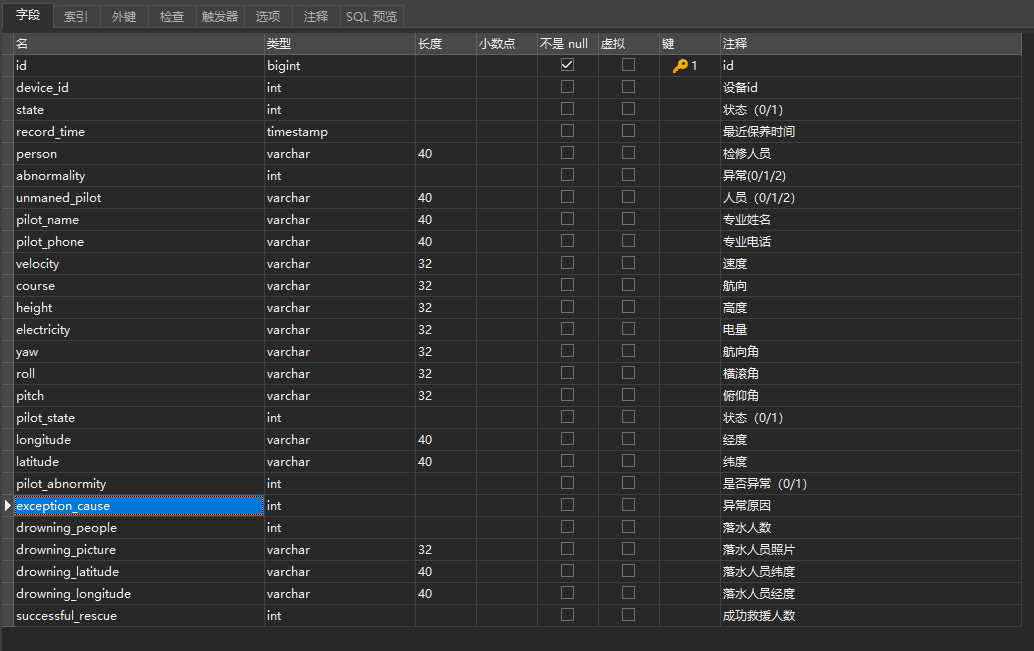 字段 索引 外键 检查 触发器 选项 注释 SQL 预览
名 类型 长度 小数点 不是 null 虚拟 键 注释
id bigint 1 id
device_id int 设备id
state int 状态（0/1）
record_time timestamp 最近保养时间
person varchar 40 检修人员
abnormality int 异常(0/1/2)
unmaned_pilot varchar 40 人员（0/1/2）
pilot_name varchar 40 专业姓名
pilot_phone varchar 40 专业电话
velocity varchar 32 速度
course varchar 32 航向
height varchar 32 高度
electricity varchar 32 电量
yaw varchar 32 航向角
roll varchar 32 横滚角
pitch varchar 32 俯仰角
pilot_state int 状态（0/1）
longitude varchar 40 经度
latitude varchar 40 纬度
pilot_abnormity int 是否异常（0/1）
exception_cause int 异常原因
drowning_people int 落水人数
drowning_picture varchar 32 落水人员照片
drowning_latitude varchar 40 落水人员纬度
drowning_longitude varchar 40 落水人员经度
successful_rescue int 成功救援人数